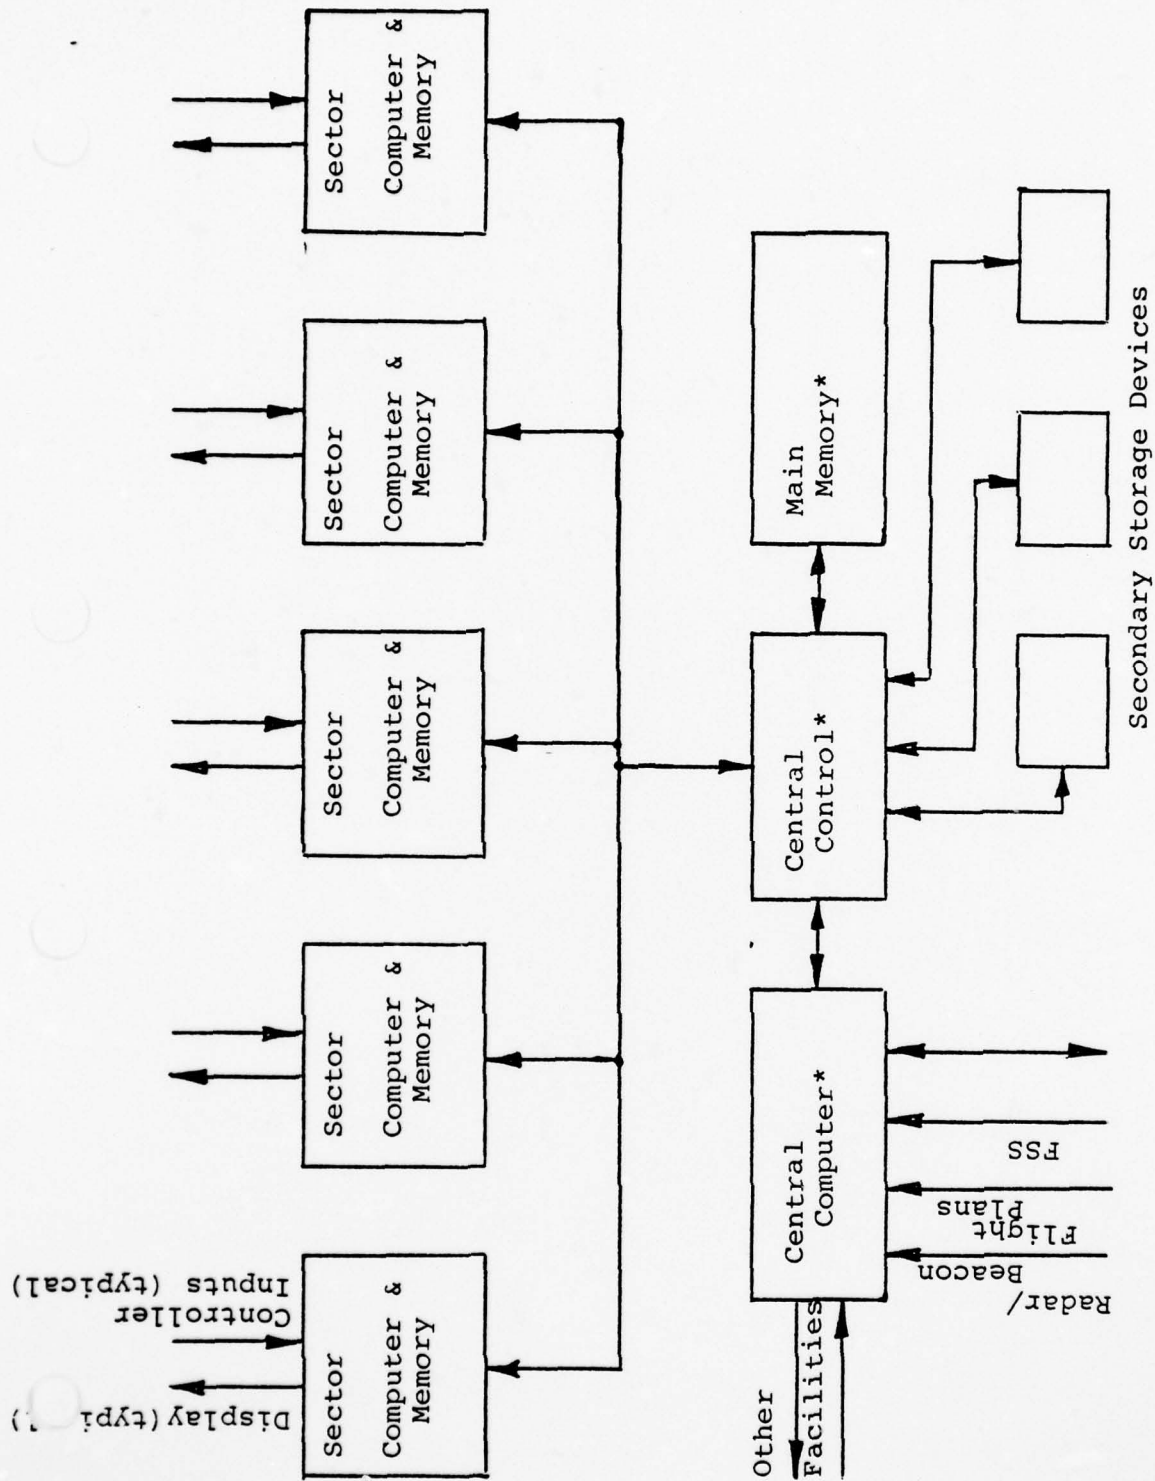 Display(typi
Controller
Inputs (typical)
Sector
Computer &
Memory
Sector
Computer &
Memory
Sector
Computer &
Memory
Sector
Computer &
Memory
Sector
Computer &
Memory
Other
Facilities
Central
Computer*
Central
Control*
Main
Memory*
Radar/
Beacon
Flight
Plans
FSS
Secondary Storage Devices